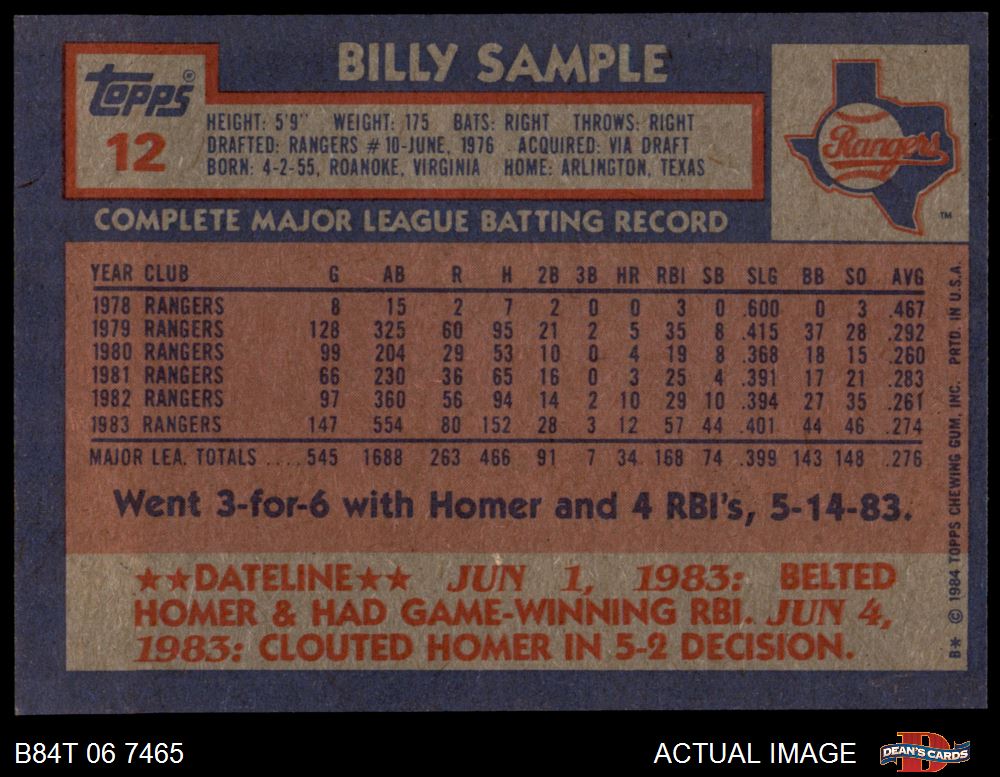 BILLY SAMPLE
Topps®
12
HEIGHT: 5'9" WEIGHT: 175 BATS: RIGHT THROWS: RIGHT
DRAFTED: RANGERS #10-JUNE, 1976 ACQUIRED: VIA DRAFT
BORN: 4-2-55, ROANOKE, VIRGINIA HOME: ARLINGTON, TEXAS
Rangers
TM
COMPLETE MAJOR LEAGUE BATTING RECORD
YEAR CLUB G AB R H 2B 3B HR RBI SB SLG BB SO AVG
1978 RANGERS 8 15 2 7 2 0 0 3 0 .600 0 3 .467
1979 RANGERS 128 325 60 95 21 2 5 35 8 .415 37 28 .292
1980 RANGERS 99 204 29 53 10 0 4 19 8 .368 18 15 .260
1981 RANGERS 66 230 36 65 16 0 3 25 4 .391 17 21 .283
1982 RANGERS 97 360 56 94 14 2 10 29 10 .394 27 35 .261
1983 RANGERS 147 554 80 152 28 3 12 57 44 .401 44 46 .274
MAJOR LEA. TOTALS ....545 1688 263 466 91 7 34 168 74 .399 143 148 .276
Went 3-for-6 with Homer and 4 RBI's, 5-14-83.
★★DATELINE★★ JUN 1, 1983: BELTED
HOMER & HAD GAME-WINNING RBI. JUN 4,
1983: CLOUTED HOMER IN 5-2 DECISION.
B* © 1984 TOPPS CHEWING GUM, INC. PRTD. IN U.S.A.
B84T 06 7465
ACTUAL IMAGE
D
DEAN'S CARDS